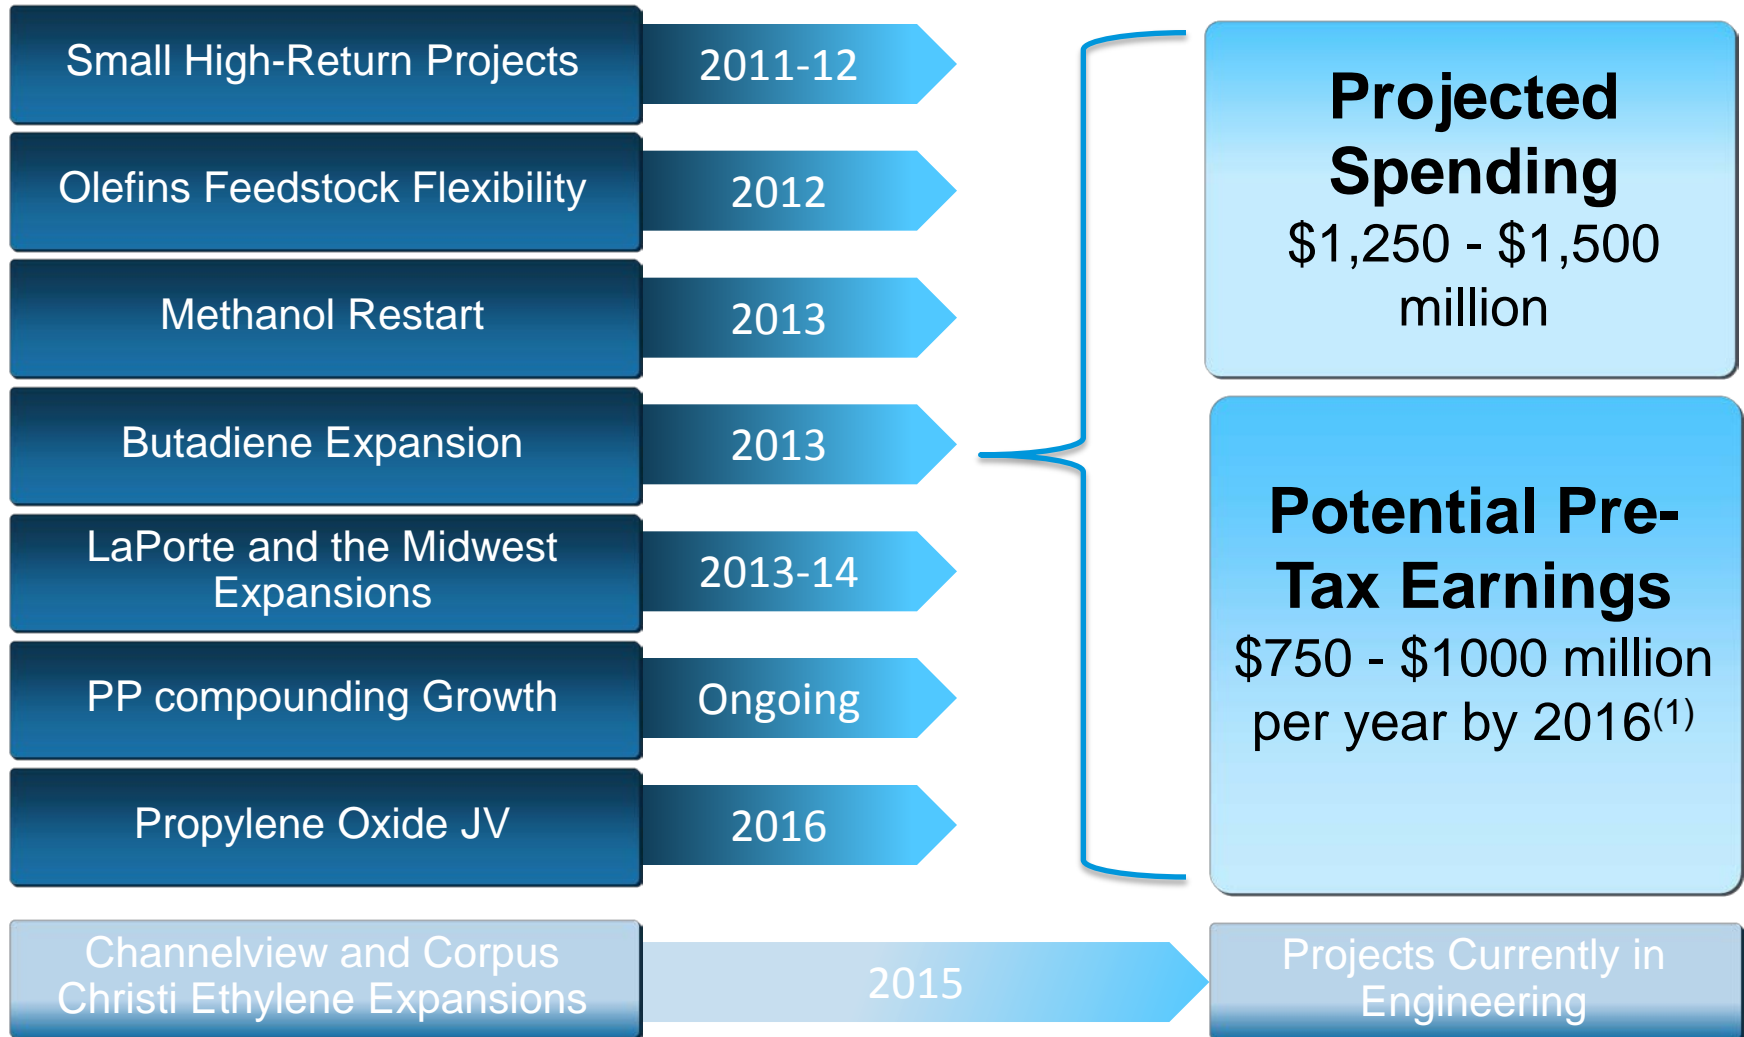 Small High-Return Projects
2011-12
Olefins Feedstock Flexibility
2012
Methanol Restart
2013
Butadiene Expansion
2013
LaPorte and the Midwest
Expansions
2013-14
PP compounding Growth
Ongoing
Propylene Oxide JV
2016
Projected
Spending
$1,250 - $1,500
million
Potential Pre-
Tax Earnings
$750 - $1000 million
per year by 2016(1)
Channelview and Corpus
Christi Ethylene Expansions
2015
Projects Currently in
Engineering